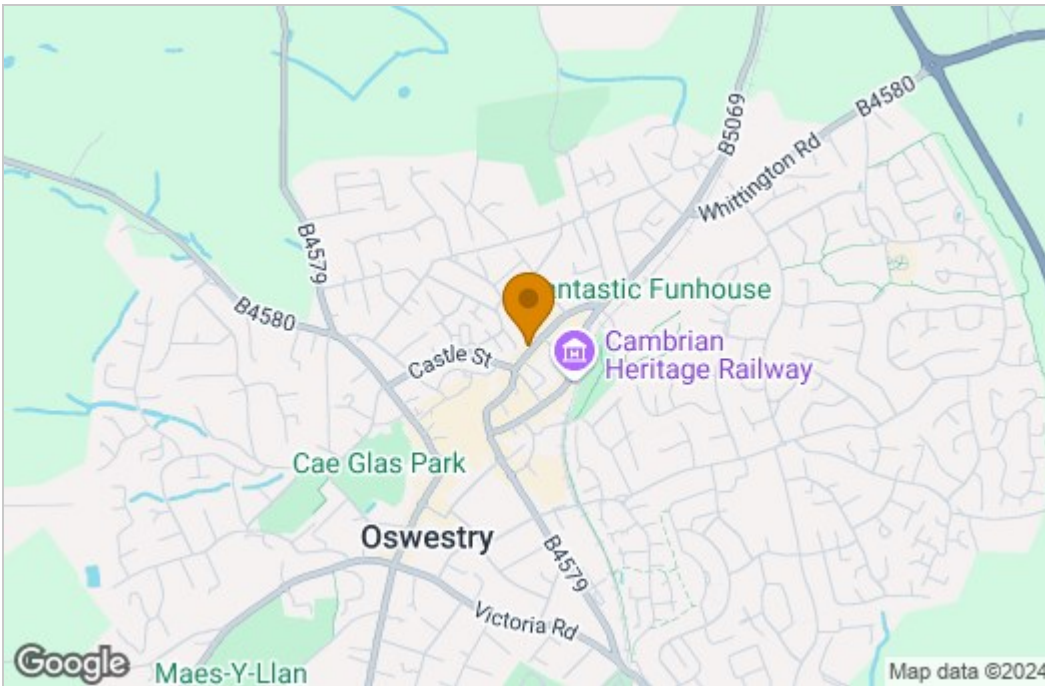 B4580
B5069
Whittington Rd
B4579
B4580
antastic Funhouse
Castle St
Cambrian
Heritage Railway
Cae Glas Park
Oswestry
B4579
Victoria Rd
Maes-Y-Llan
Google
Map data ©2024